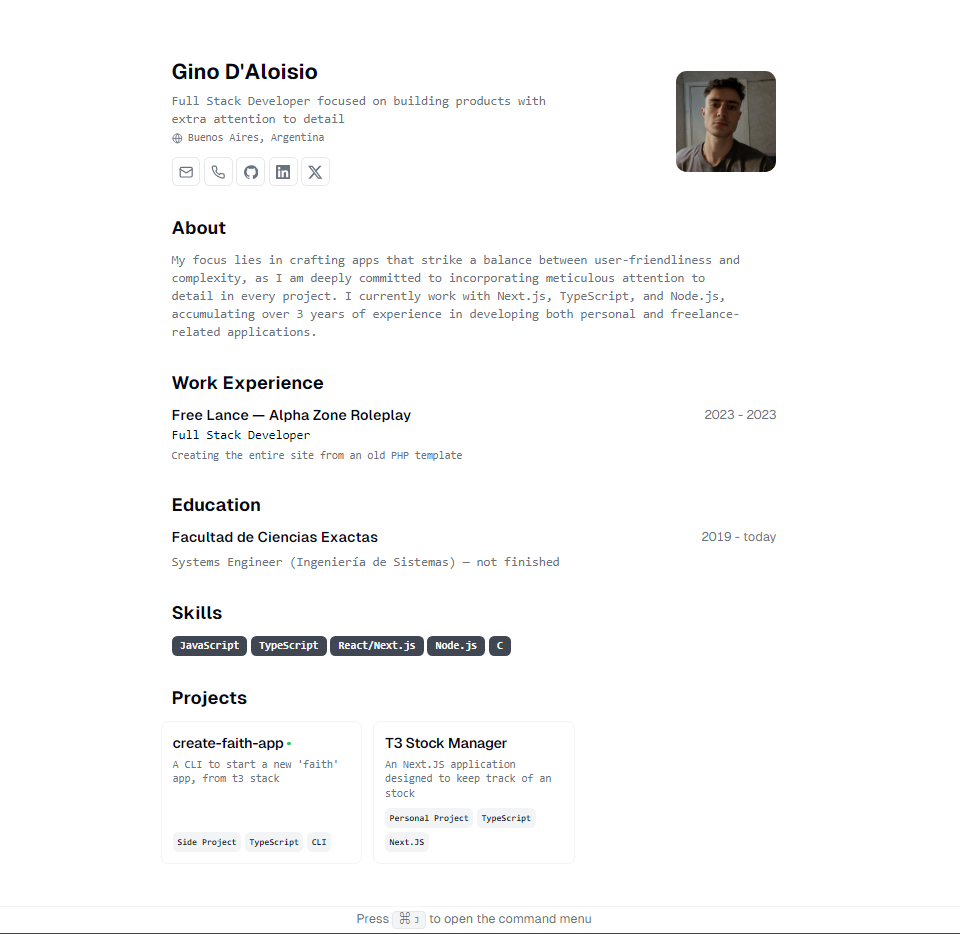 Gino D'Aloisio
Full Stack Developer focused on building products with
extra attention to detail
Buenos Aires, Argentina
About
My focus lies in crafting apps that strike a balance between user-friendliness and
complexity, as I am deeply committed to incorporating meticulous attention to
detail in every project. I currently work with Next.js, TypeScript, and Node.js,
accumulating over 3 years of experience in developing both personal and freelance-
related applications.
Work Experience
Free Lance — Alpha Zone Roleplay 2023 - 2023
Full Stack Developer
Creating the entire site from an old PHP template
Education
Facultad de Ciencias Exactas 2019 - today
Systems Engineer (Ingeniería de Sistemas) — not finished
Skills
JavaScript TypeScript React/Next.js Node.js C
Projects
create-faith-app
A CLI to start a new 'faith'
app, from t3 stack
Side Project TypeScript CLI
T3 Stock Manager
An Next.JS application
designed to keep track of an
stock
Personal Project TypeScript
Next.JS
Press ⌘ J to open the command menu